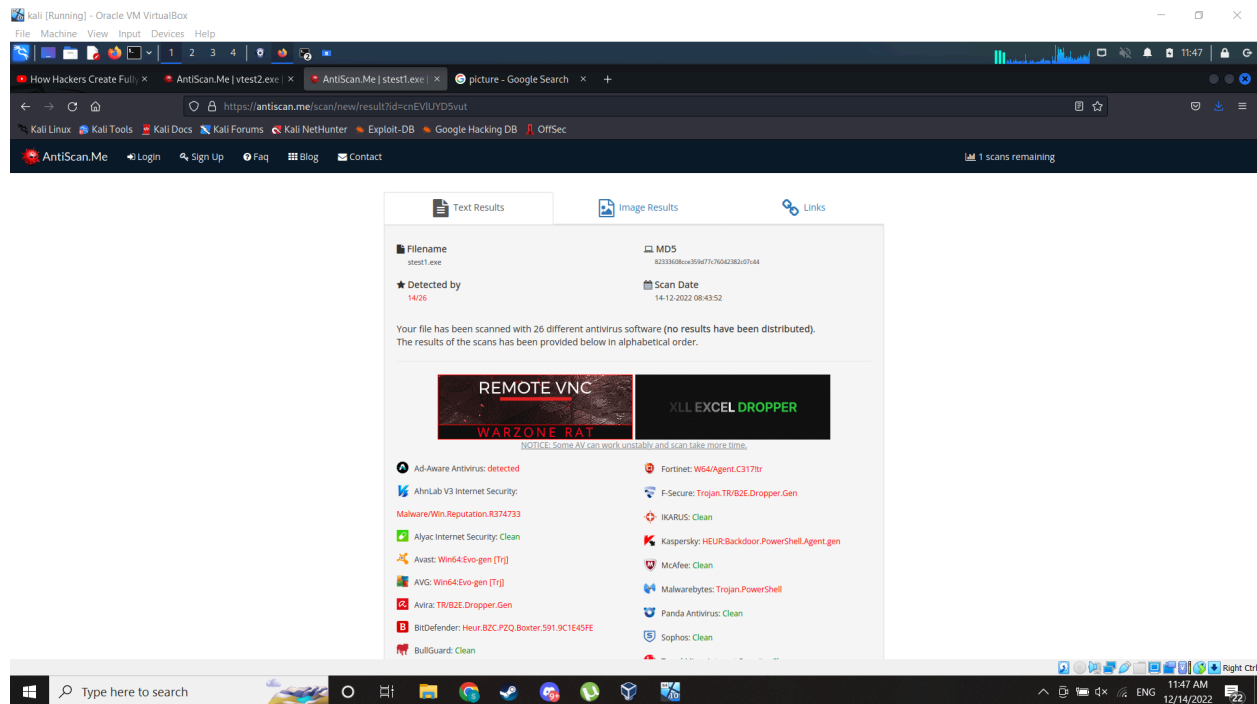 kali [Running] - Oracle VM VirtualBox
File Machine View Input Devices Help
1 2 3 4 11:47
How Hackers Create Fully AntiScan.Me | vtest2.exe | AntiScan.Me | stest1.exe | picture - Google Search
https://antiscan.me/scan/new/result?id=cnEVlUYD5vut
Kali Linux Kali Tools Kali Docs Kali Forums Kali NetHunter Exploit-DB Google Hacking DB OffSec
AntiScan.Me Login Sign Up Faq Blog Contact 1 scans remaining
Text Results Image Results Links
Filename MD5
stest1.exe 82333608cce359d77c76042382c07c44
Detected by Scan Date
14/26 14-12-2022 08:43:52
Your file has been scanned with 26 different antivirus software (no results have been distributed).
The results of the scans has been provided below in alphabetical order.
REMOTE VNC
WARZONE RAT
XLL EXCEL DROPPER
NOTICE: Some AV can work unstably and scan take more time.
Ad-Aware Antivirus: detected
AhnLab V3 Internet Security:
Malware/Win.Reputation.R374733
Alyac Internet Security: Clean
Avast: Win64:Evo-gen [Trj]
AVG: Win64:Evo-gen [Trj]
Avira: TR/B2E.Dropper.Gen
BitDefender: Heur.BZC.PZQ.Boxter.591.9C1E45FE
BullGuard: Clean
Fortinet: W64/Agent.C317!tr
F-Secure: Trojan.TR/B2E.Dropper.Gen
IKARUS: Clean
Kaspersky: HEUR:Backdoor.PowerShell.Agent.gen
McAfee: Clean
Malwarebytes: Trojan.PowerShell
Panda Antivirus: Clean
Sophos: Clean
Right Ctrl
Type here to search
99+
ENG
11:47 AM
12/14/2022
22